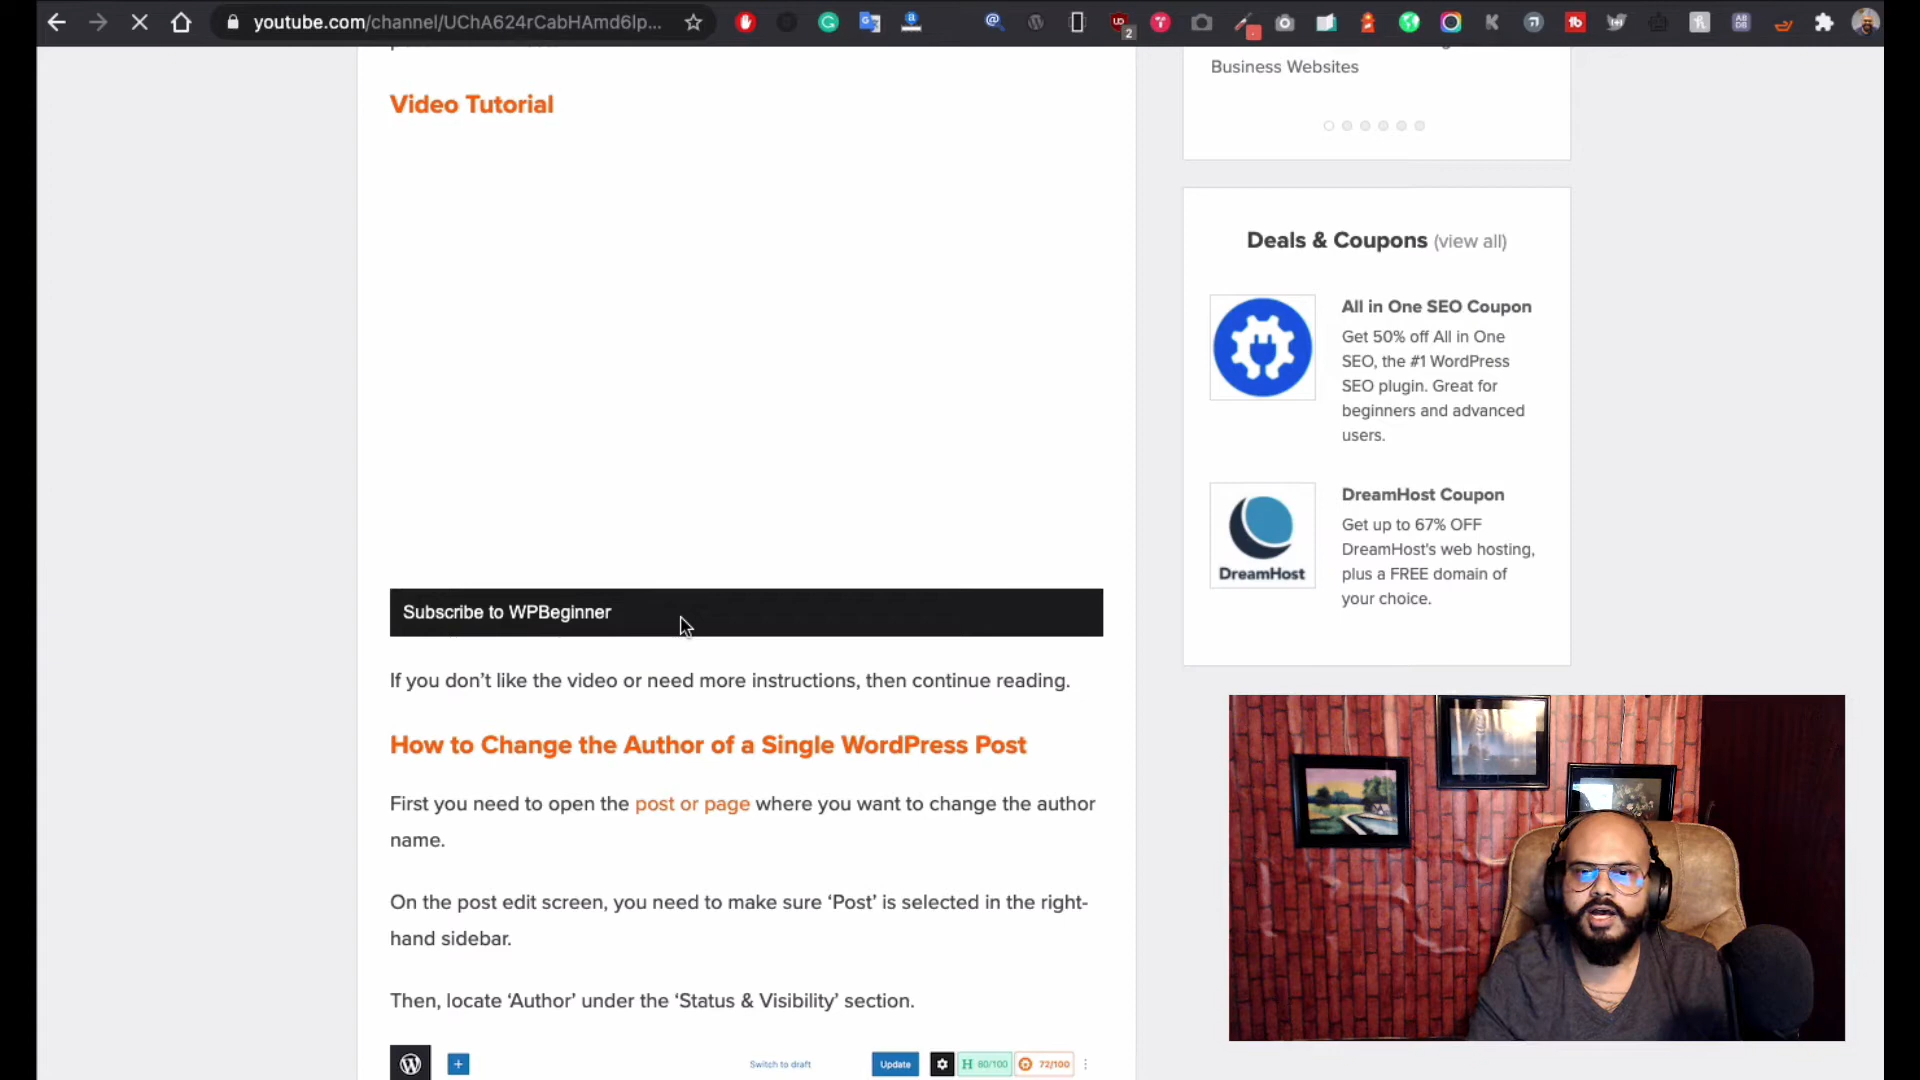 youtube.com/channel/UChA624rCabHAmd6lp...
2
Business Websites
Video Tutorial
Deals & Coupons (view all)
All in One SEO Coupon
Get 50% off All in One
SEO, the #1 WordPress
SEO plugin. Great for
beginners and advanced
users.
DreamHost Coupon
Get up to 67% OFF
DreamHost's web hosting,
plus a FREE domain of
your choice.
DreamHost
Subscribe to WPBeginner
If you don’t like the video or need more instructions, then continue reading.
How to Change the Author of a Single WordPress Post
First you need to open the post or page where you want to change the author
name.
On the post edit screen, you need to make sure ‘Post’ is selected in the right-
hand sidebar.
Then, locate ‘Author’ under the ‘Status & Visibility’ section.
Switch to draft
Update
H 80/100
72/100